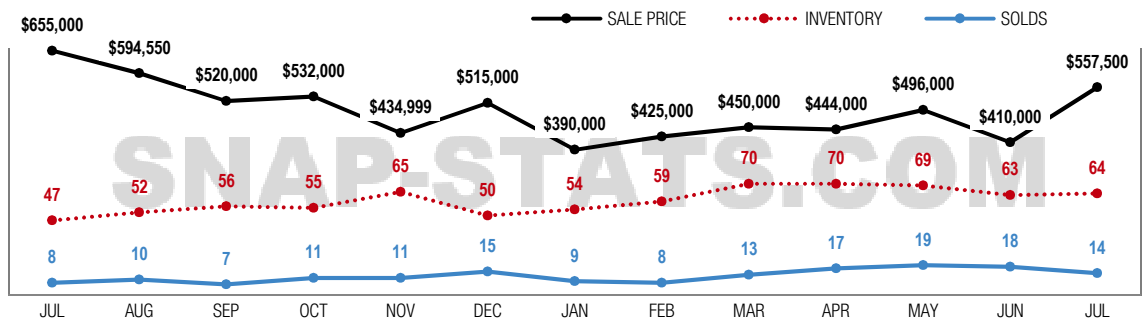 SALE PRICE INVENTORY SOLDS
$655,000 $594,550 $520,000 $532,000 $434,999 $515,000 $390,000 $425,000 $450,000 $444,000 $496,000 $410,000 $557,500
SNAP-STATS.COM
47 52 56 55 65 50 54 59 70 70 69 63 64
8 10 7 11 11 15 9 8 13 17 19 18 14
JUL AUG SEP OCT NOV DEC JAN FEB MAR APR MAY JUN JUL